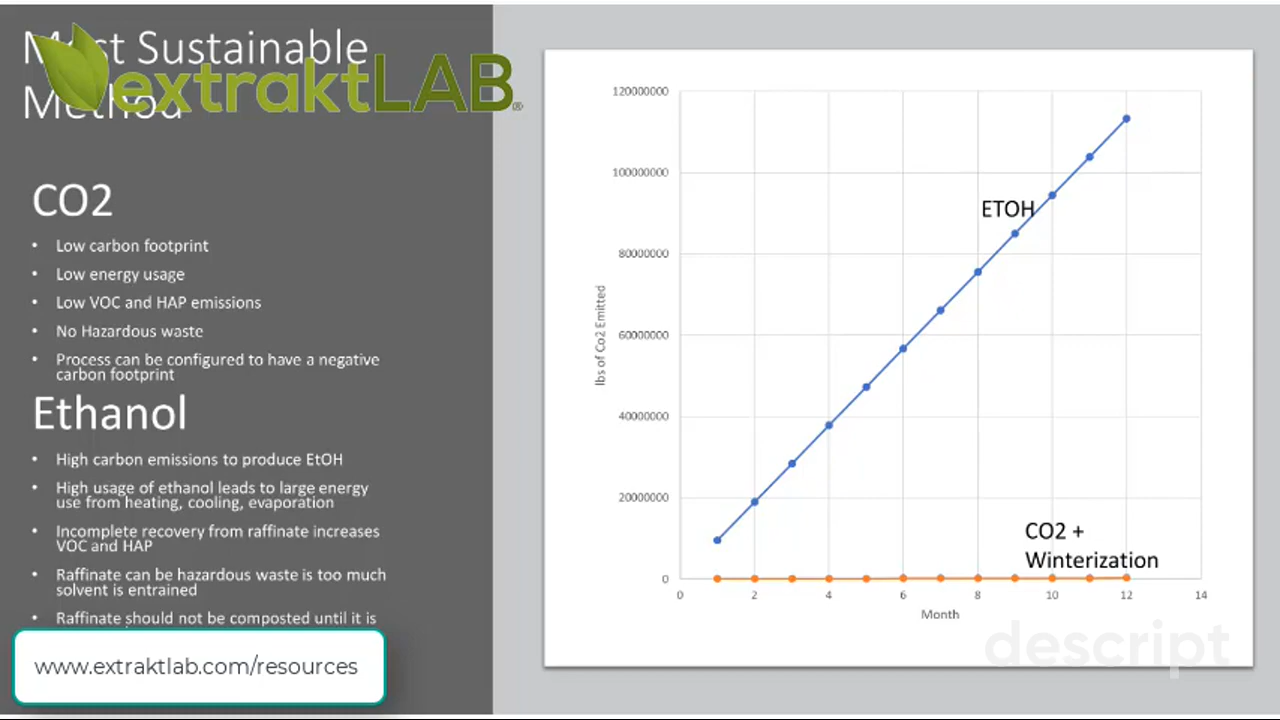 Most Sustainable
Method
extraktLAB®
CO2
• Low carbon footprint
• Low energy usage
• Low VOC and HAP emissions
• No Hazardous waste
• Process can be configured to have a negative
carbon footprint
Ethanol
• High carbon emissions to produce EtOH
• High usage of ethanol leads to large energy
use from heating, cooling, evaporation
• Incomplete recovery from raffinate increases
VOC and HAP
• Raffinate can be hazardous waste is too much
solvent is entrained
• Raffinate should not be composted until it is
www.extraktlab.com/resources
120000000
100000000
80000000
60000000
40000000
20000000
0
lbs of Co2 Emitted
ETOH
CO2 +
Winterization
0 2 4 6 8 10 12 14
Month
descript